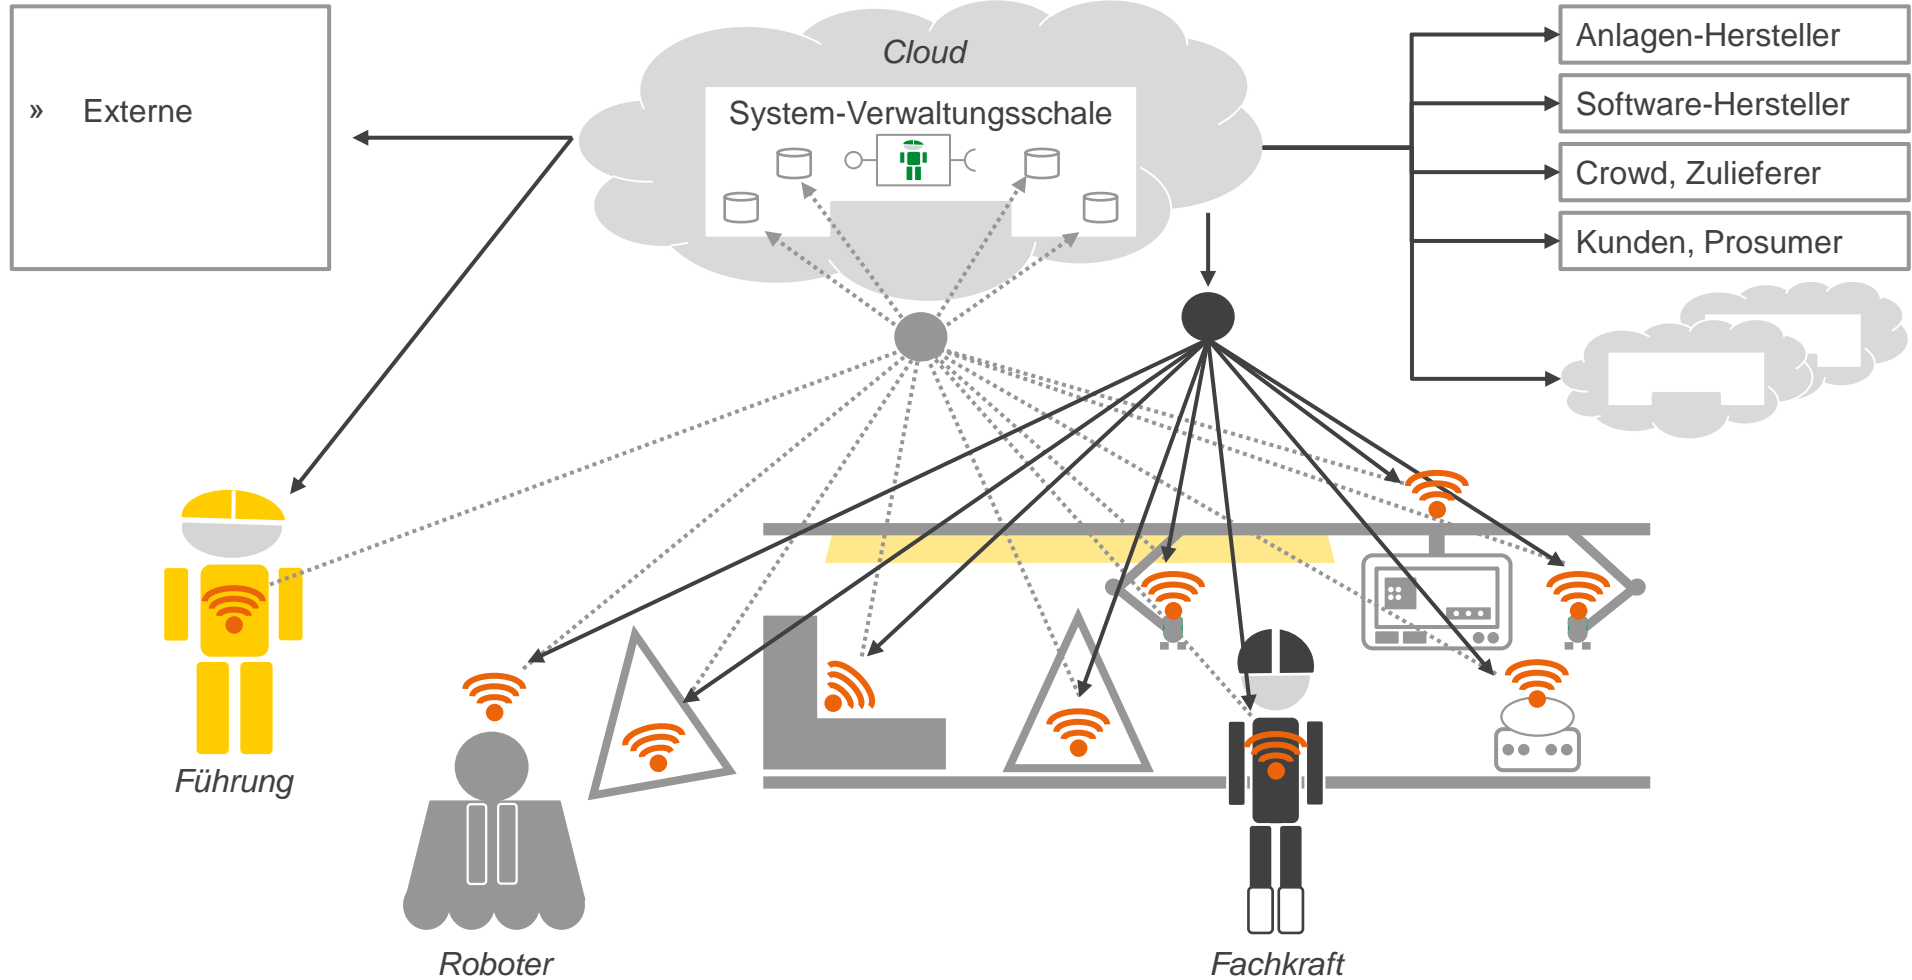 » Externe
Cloud
System-Verwaltungsschale
Anlagen-Hersteller
Software-Hersteller
Crowd, Zulieferer
Kunden, Prosumer
Führung
Roboter
Fachkraft